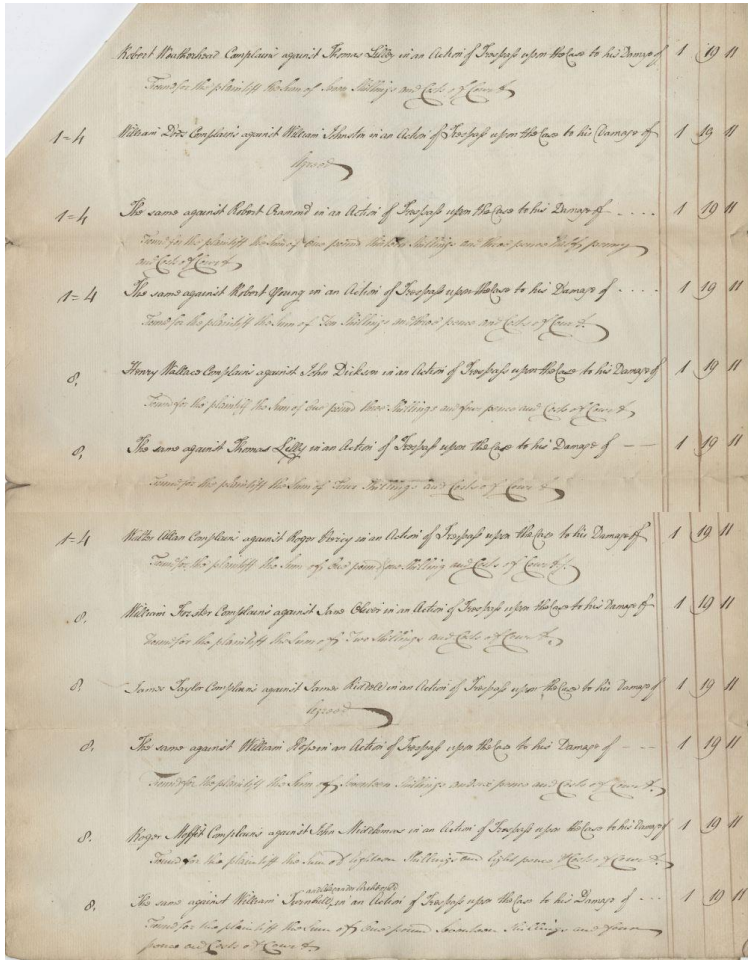 Robert Weatherhead Complains against Thomas Lilly in an Action of Trespass upon the Case to his Damage of 1 19 11
Found for the plaintiff the Sum of Seven Shillings and Costs of Court
1=4 William Dods Complains against William Johnston in an Action of Trespass upon the Case to his Damage of 1 19 11
Agreed
1=4 The same against Robert in an Action of Trespass upon the Case to his Damage of - - - - 1 19 11
Found for the plaintiff the Sum of One pound Shillings and three pence half penny
and Costs of Court
1=4 The same against Robert Young in an Action of Trespass upon the Case to his Damage of - - - - 1 19 11
Found for the plaintiff the Sum of Ten Shillings and three pence and Costs of Court
8. Henry Wallace Complains against John Dickson in an Action of Trespass upon the Case to his Damage of 1 19 11
Found for the plaintiff the Sum of One pound three Shillings and four pence and Costs of Court
8. The same against Thomas Lilly in an Action of Trespass upon the Case to his Damage of - - 1 19 11
Found for the plaintiff the Sum of Four Shillings and Costs of Court
1=4 Walter Allan Complains against Roger in an Action of Trespass upon the Case to his Damage of 1 19 11
Found for the plaintiff the Sum of One pound one Shilling and Costs of Court
8. William Forster Complains against Jane Oliver in an Action of Trespass upon the Case to his Damage of 1 19 11
Found for the plaintiff the Sum of Two Shillings and Costs of Court
8. James Taylor Complains against James Riddele in an Action of Trespass upon the Case to his Damage of 1 19 11
Agreed
8. The same against William in an Action of Trespass upon the Case to his Damage of - - - 1 19 11
Found for the plaintiff the Sum of Seventeen Shillings and pence and Costs of Court
8. Roger Moffit Complains against John in an Action of Trespass upon the Case to his Damage of 1 19 11
Found for the plaintiff the Sum of Eighteen Shillings and Eight pence & Costs of Court
8. The same against William Turnbull in an Action of Trespass upon the Case to his Damage of - - - 1 19 11
Found for the plaintiff the Sum of One pound Seventeen Shillings and
pence and Costs of Court